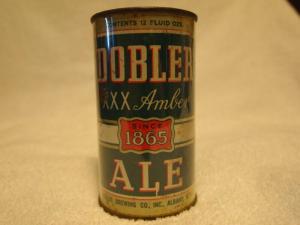 CONTENTS 12 FLUID OZS.
DOBLER
XXX Amber
SINCE
1865
ALE
BREWING CO., INC., ALBANY